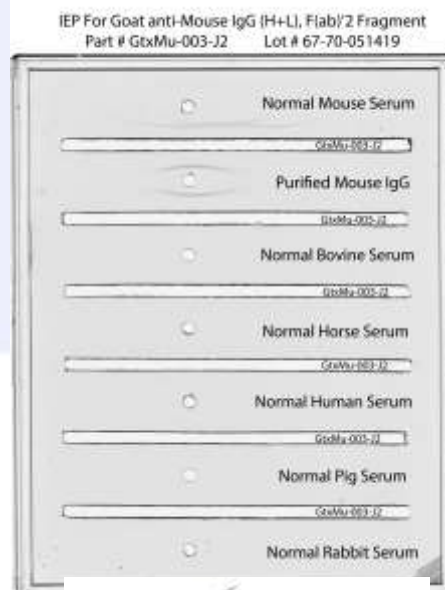 IEP For Goat anti-Mouse IgG (H+L), F(ab)'2 Fragment
Part # GtxMu-003-J2 Lot # 67-70-051419
Normal Mouse Serum
GtxMu-003-J2
Purified Mouse IgG
GtxMu-003-J2
Normal Bovine Serum
GtxMu-003-J2
Normal Horse Serum
GtxMu-003-J2
Normal Human Serum
GtxMu-003-J2
Normal Pig Serum
GtxMu-003-J2
Normal Rabbit Serum